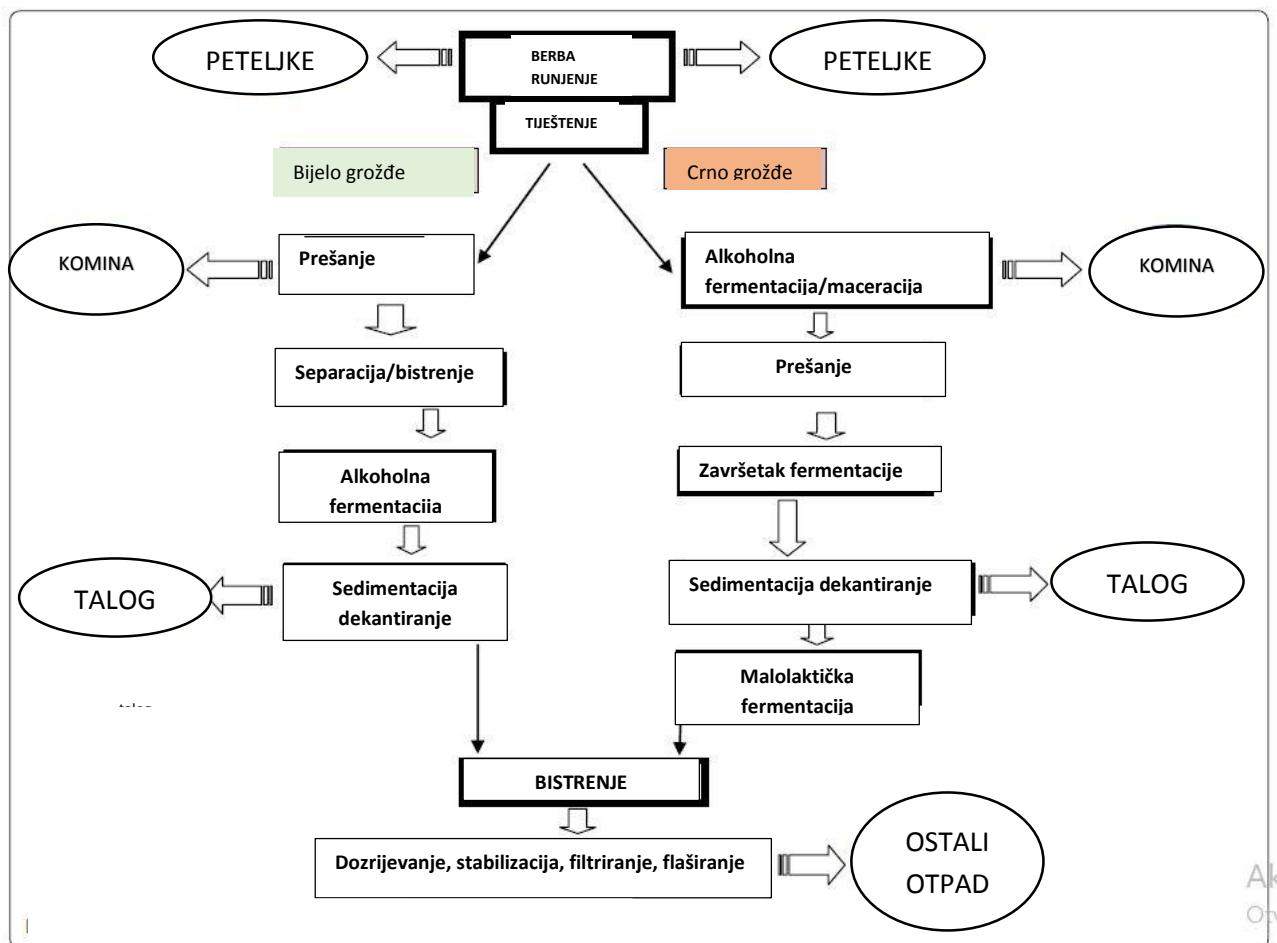 PETELJKE
BERBA
RUNJENJE
PETELJKE
TIJEŠTENJE
Bijelo grožđe
Crno grožđe
KOMINA
Prešanje
Alkoholna
fermentacija/maceracija
KOMINA
Separacija/bistrenje
Prešanje
Alkoholna
fermentaciia
Završetak fermentacije
TALOG
Sedimentacija
dekantiranje
Sedimentacija dekantiranje
TALOG
Malolaktička
fermentacija
BISTRENJE
Dozrijevanje, stabilizacija, filtriranje, flaširanje
OSTALI
OTPAD